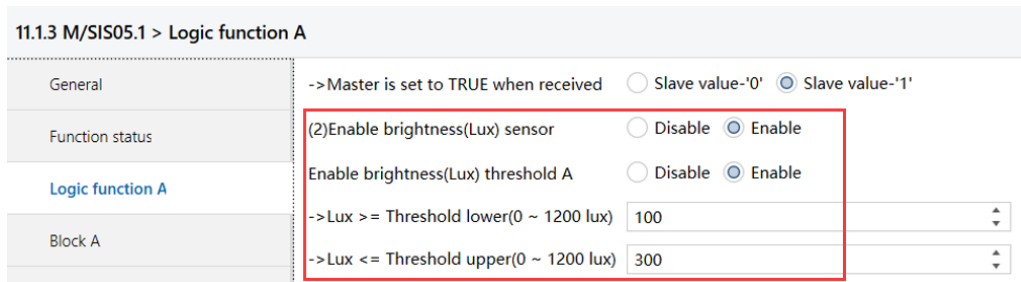 11.1.3 M/SIS05.1 > Logic function A
General
->Master is set to TRUE when received Slave value-'0' Slave value-'1'
Function status
(2)Enable brightness(Lux) sensor Disable Enable
Enable brightness(Lux) threshold A Disable Enable
Logic function A
->Lux >= Threshold lower(0 ~ 1200 lux) 100
Block A
->Lux <= Threshold upper(0 ~ 1200 lux) 300